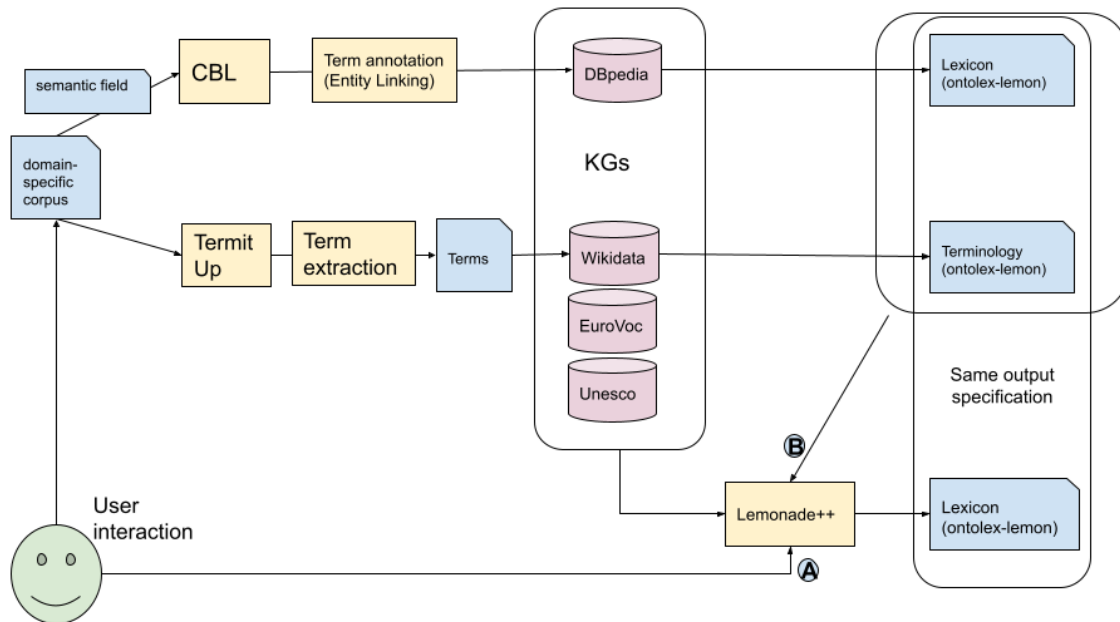 semantic field
CBL
Term annotation
(Entity Linking)
DBpedia
Lexicon
(ontolex-lemon)
domain-
specific
corpus
KGs
Termit
Up
Term
extraction
Terms
Wikidata
Terminology
(ontolex-lemon)
EuroVoc
Unesco
Same output
specification
B
User
interaction
Lemonade++
Lexicon
(ontolex-lemon)
A